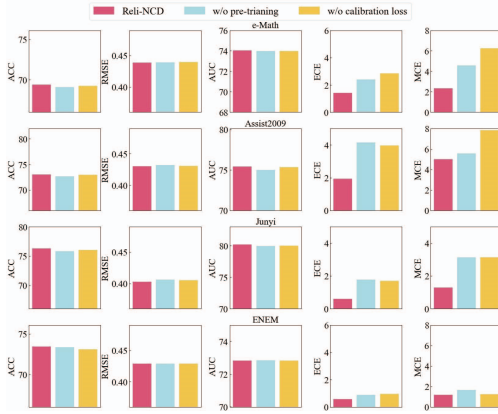 Reli-NCD w/o pre-trianing w/o calibration loss
e-Math
ACC 75 70
RMSE 0.45 0.40
AUC 76 74 72 70 68
ECE 6 4 2 0
MCE 8 6 4 2 0
Assist2009
ACC 75 70
RMSE 0.45 0.40
AUC 80 75 70
ECE 4 2 0
MCE 8 6 4 2 0
Junyi
ACC 80 75 70
RMSE 0.45 0.40
AUC 80 75 70
ECE 4 2 0
MCE 4 2 0
ENEM
ACC 75 70
RMSE 0.45 0.40
AUC 74 72 70
ECE 6 4 2 0
MCE 8 6 4 2 0